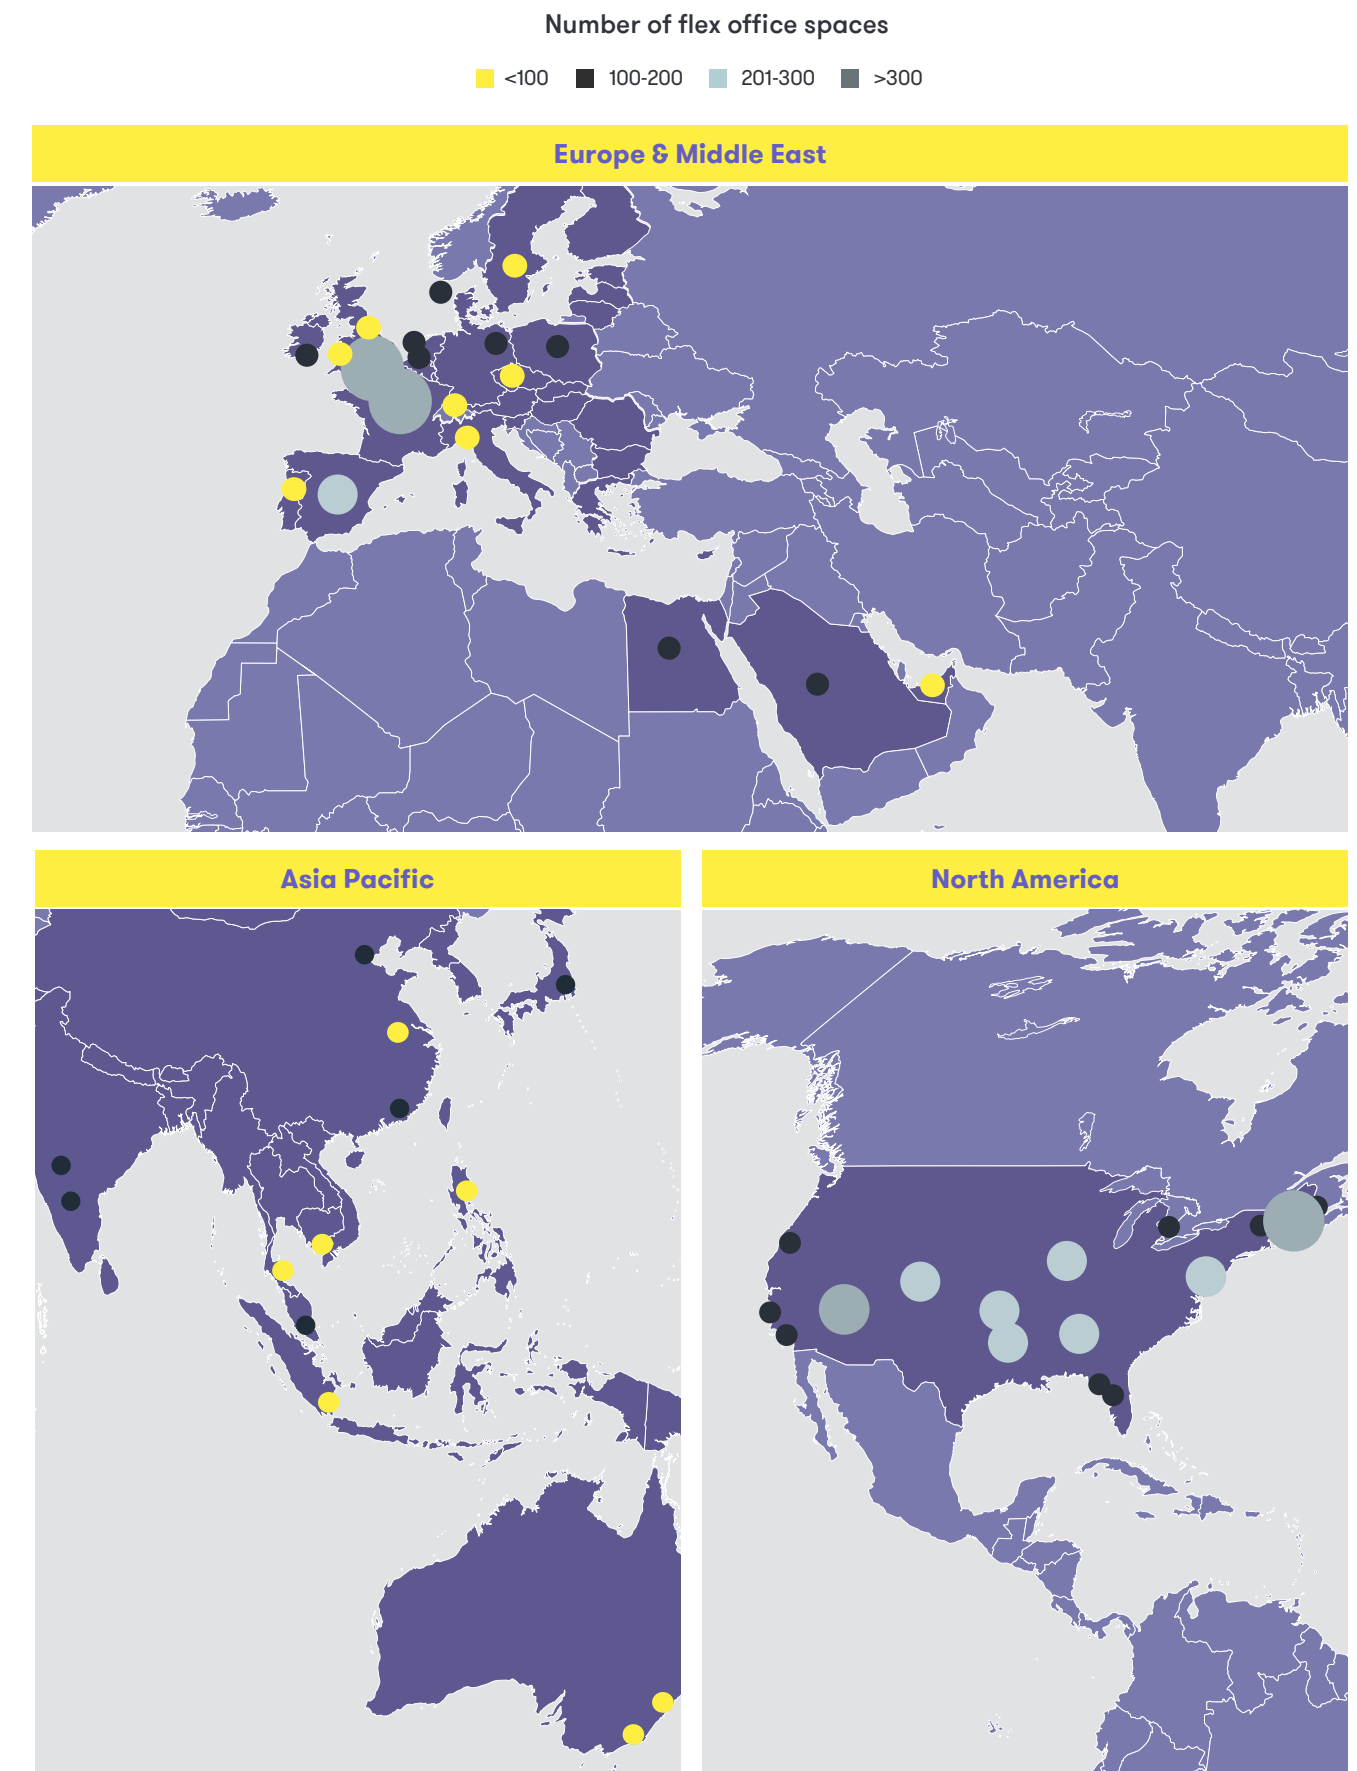 Number of flex office spaces
<100 100-200 201-300 >300
Europe & Middle East
Asia Pacific
North America